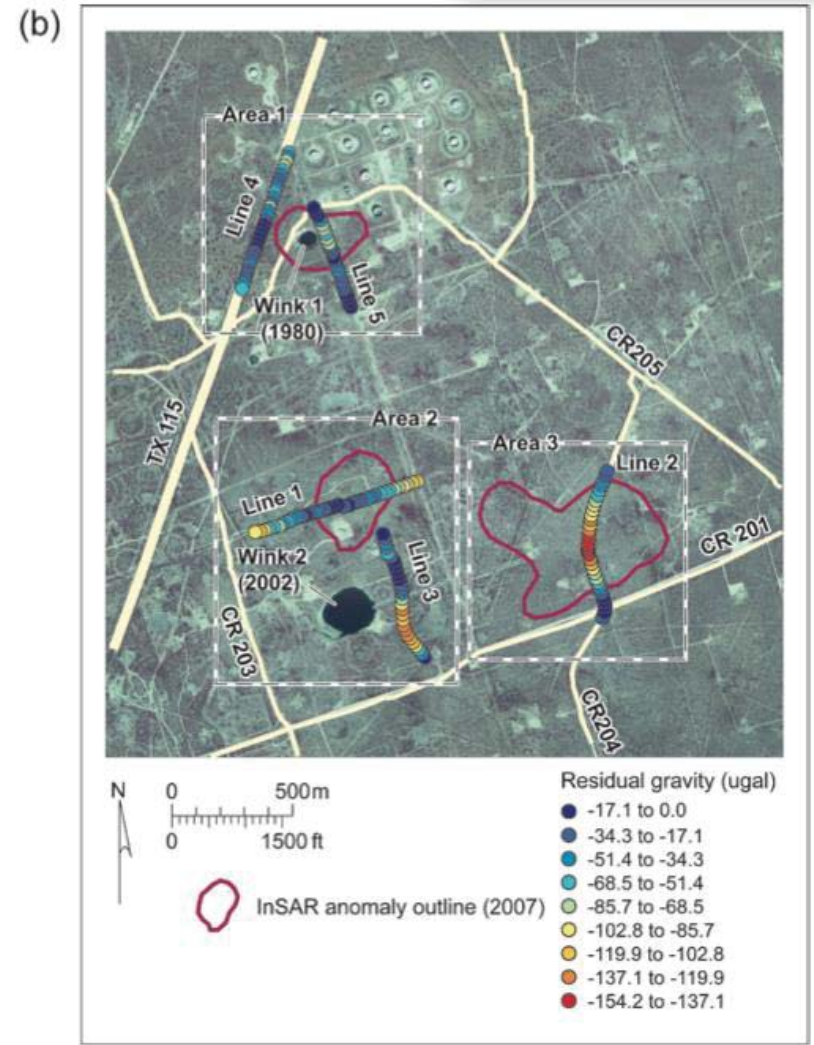 (b)
Area 1
Line 4
Line 5
Wink 1
(1980)
CR205
TX 115
Area 2
Area 3
Line 2
Line 1
CR 201
Wink 2
(2002)
Line 3
CR 203
CR204
N
0 500m
0 1500 ft
InSAR anomaly outline (2007)
Residual gravity (ugal)
-17.1 to 0.0
-34.3 to -17.1
-51.4 to -34.3
-68.5 to -51.4
-85.7 to -68.5
-102.8 to -85.7
-119.9 to -102.8
-137.1 to -119.9
-154.2 to -137.1